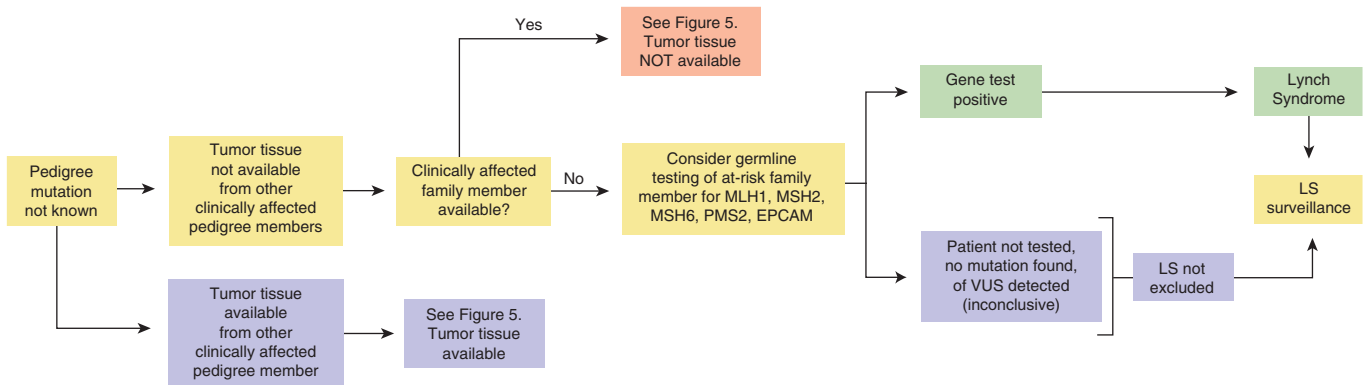 Yes
See Figure 5.
Tumor tissue
NOT available
Pedigree
mutation
not known
Tumor tissue
not available
from other
clinically affected
pedigree members
Clinically affected
family member
available?
No
Consider germline
testing of at-risk family
member for MLH1, MSH2,
MSH6, PMS2, EPCAM
Gene test
positive
Lynch
Syndrome
LS
surveillance
Patient not tested,
no mutation found,
of VUS detected
(inconclusive)
LS not
excluded
Tumor tissue
available
from other
clinically affected
pedigree member
See Figure 5.
Tumor tissue
available